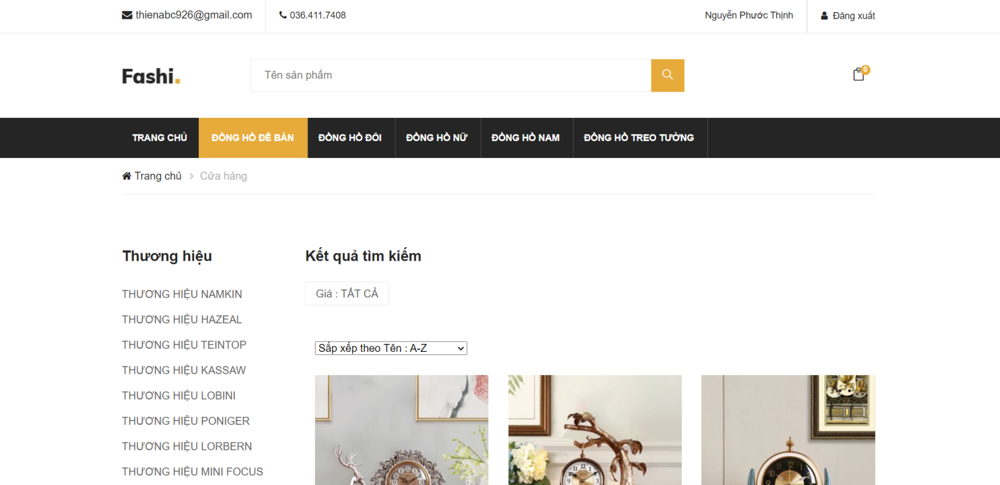 thienabc926@gmail.com 036.411.7408 Nguyễn Phước Thịnh Đăng xuất
Fashi. Tên sản phẩm 0
TRANG CHỦ ĐỒNG HỒ ĐỂ BÀN ĐỒNG HỒ ĐÔI ĐỒNG HỒ NỮ ĐỒNG HỒ NAM ĐỒNG HỒ TREO TƯỜNG
Trang chủ > Cửa hàng
Thương hiệu
THƯƠNG HIỆU NAMKIN
THƯƠNG HIỆU HAZEAL
THƯƠNG HIỆU TEINTOP
THƯƠNG HIỆU KASSAW
THƯƠNG HIỆU LOBINI
THƯƠNG HIỆU PONIGER
THƯƠNG HIỆU LORBERN
THƯƠNG HIỆU MINI FOCUS
Kết quả tìm kiếm
Giá : TẤT CẢ
Sắp xếp theo Tên : A-Z